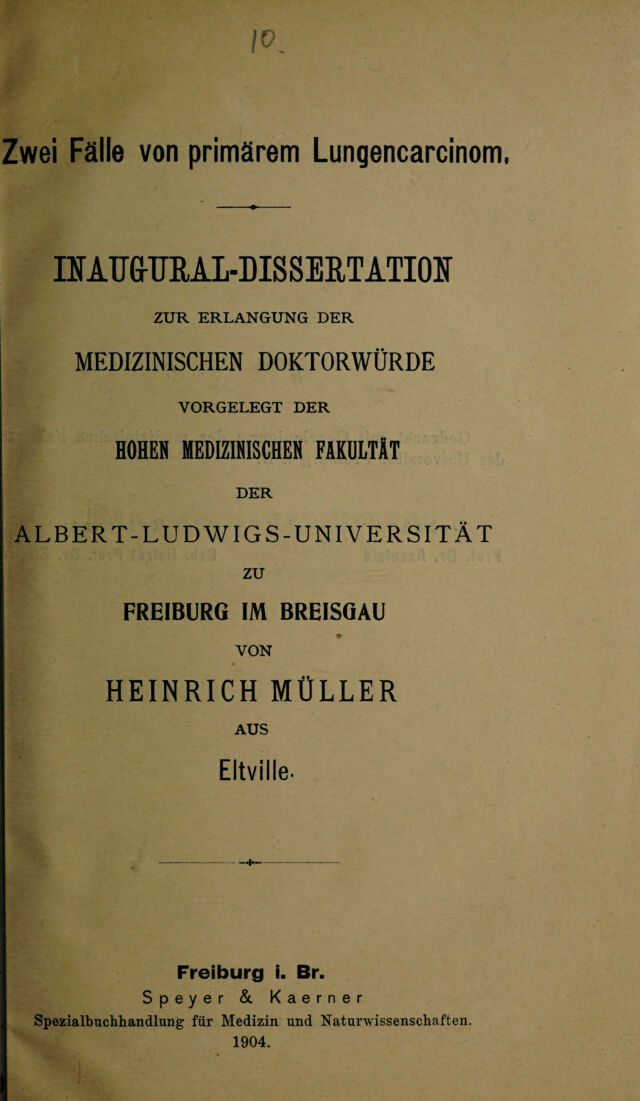 10.
Zwei Fälle von primärem Lungencarcinom.
INAUGURAL-DISSERTATION
ZUR ERLANGUNG DER
MEDIZINISCHEN DOKTORWÜRDE
VORGELEGT DER
HOHEN MEDIZINISCHEN FAKULTÄT
DER
ALBERT-LUDWIGS-UNIVERSITÄT
ZU
FREIBURG IM BREISGAU
VON
HEINRICH MÜLLER
AUS
Eltville.
Freiburg i. Br.
Speyer & Kaerner
Spezialbuchhandlung für Medizin und Naturwissenschaften.
1904.